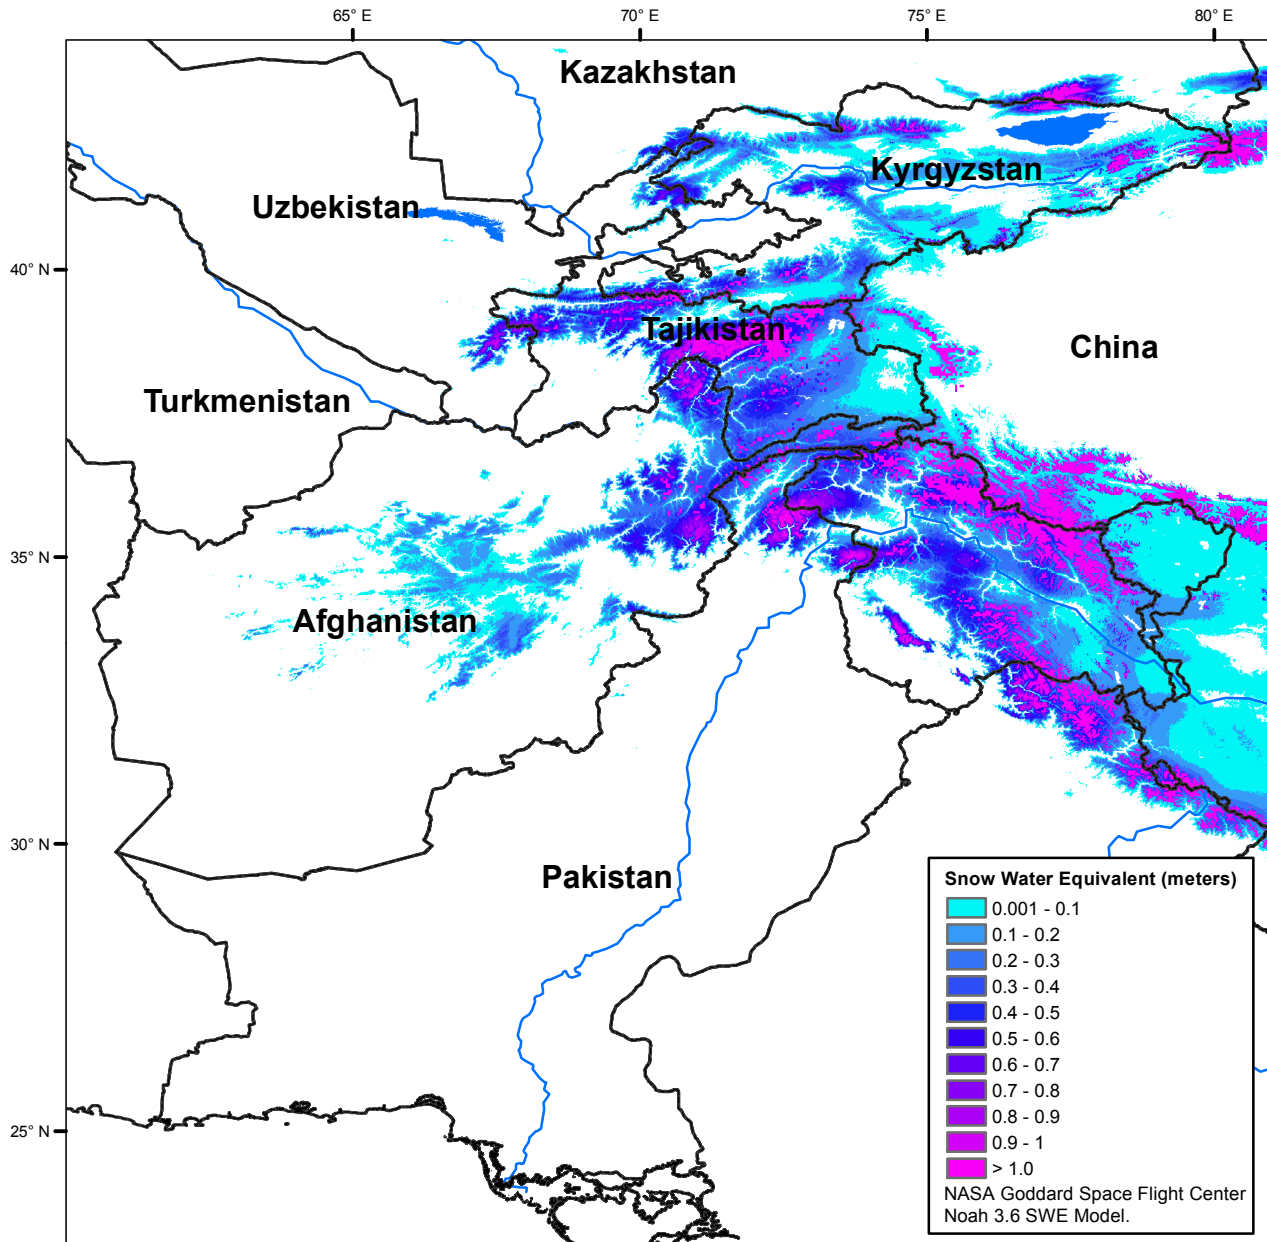 65° E
70° E
75° E
80° E
Kazakhstan
Kyrgyzstan
Uzbekistan
40° N
Tajikistan
China
Turkmenistan
35° N
Afghanistan
30° N
Pakistan
25° N
Snow Water Equivalent (meters)
0.001 - 0.1
0.1 - 0.2
0.2 - 0.3
0.3 - 0.4
0.4 - 0.5
0.5 - 0.6
0.6 - 0.7
0.7 - 0.8
0.8 - 0.9
0.9 - 1
> 1.0
NASA Goddard Space Flight Center
Noah 3.6 SWE Model.